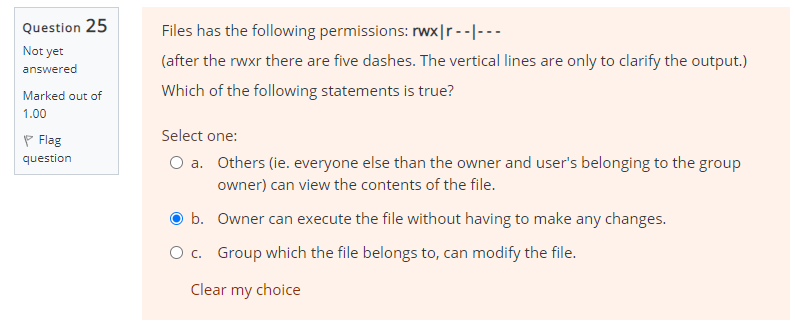 Question 25
Not yet
answered
Marked out of
1.00
Flag
question
Files has the following permissions: rwx|r--|---
(after the rwxr there are five dashes. The vertical lines are only to clarify the output.)
Which of the following statements is true?
Select one:
a. Others (ie. everyone else than the owner and user's belonging to the group
owner) can view the contents of the file.
b. Owner can execute the file without having to make any changes.
c. Group which the file belongs to, can modify the file.
Clear my choice